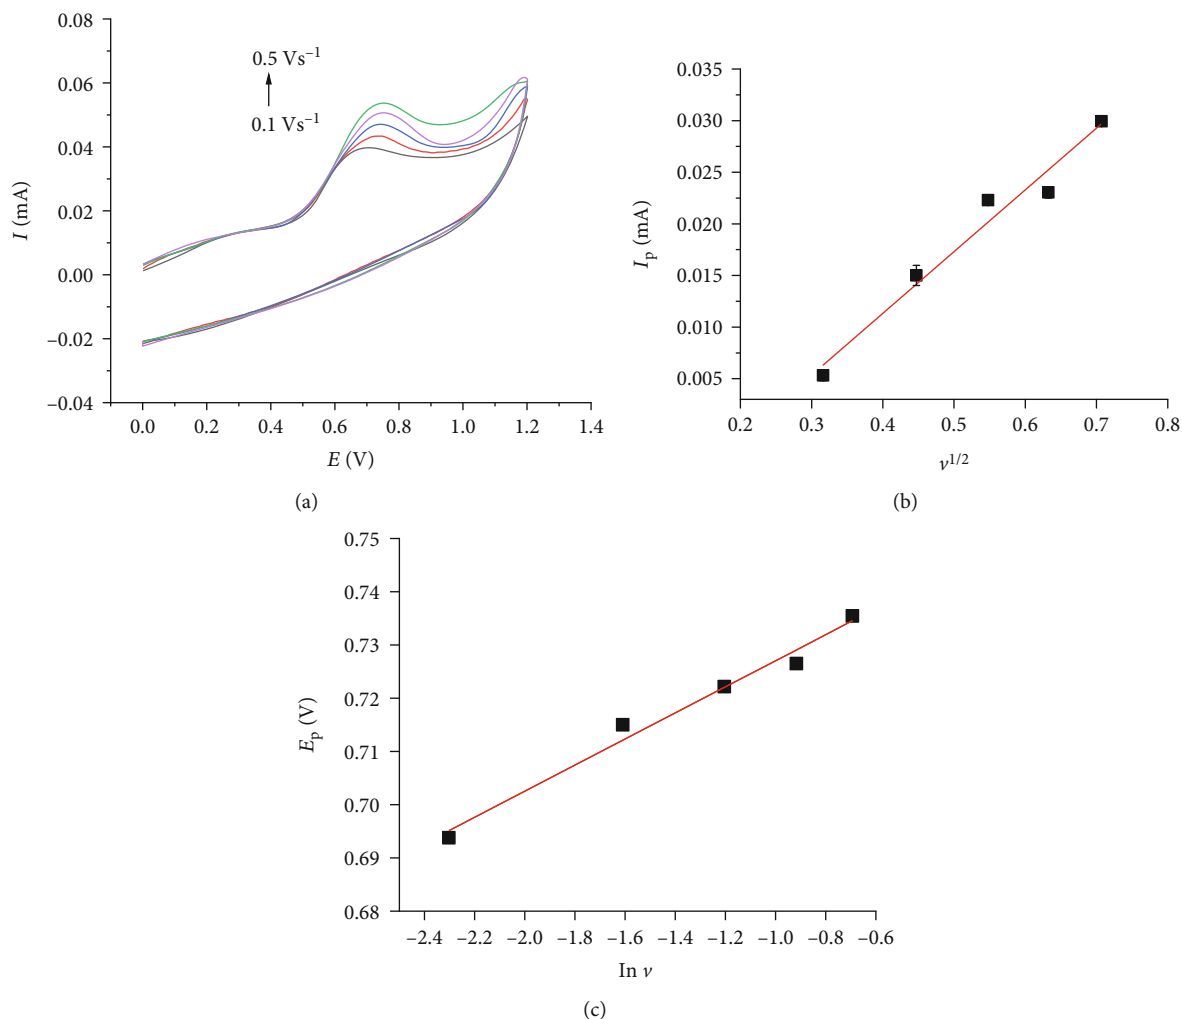 0.08
0.06
0.04
0.02
0.00
–0.02
–0.04
I (mA)
0.5 Vs–1
0.1 Vs–1
0.0 0.2 0.4 0.6 0.8 1.0 1.2 1.4
E (V)
(a)
0.035
0.030
0.025
0.020
0.015
0.010
0.005
Ip (mA)
0.2 0.3 0.4 0.5 0.6 0.7 0.8
ν1/2
(b)
0.75
0.74
0.73
0.72
0.71
0.70
0.69
0.68
Ep (V)
–2.4 –2.2 –2.0 –1.8 –1.6 –1.4 –1.2 –1.0 –0.8 –0.6
In ν
(c)